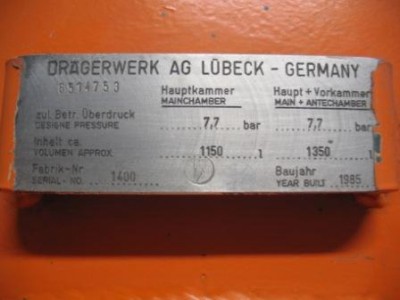 DRÄGERWERK AG LÜBECK - GERMANY
Hauptkammer Haupt + Vorkammer
MAINCHAMBER MAIN + ANTECHAMBER
zul. Betr. Überdruck
DESIGNE PRESSURE 7,7 bar 7,7 bar
Inhalt ca.
VOLUMEN APPROX. 1150 l 1350 l
Fabrik-Nr Baujahr
SERIAL-NO. 1400 YEAR BUILT 1985